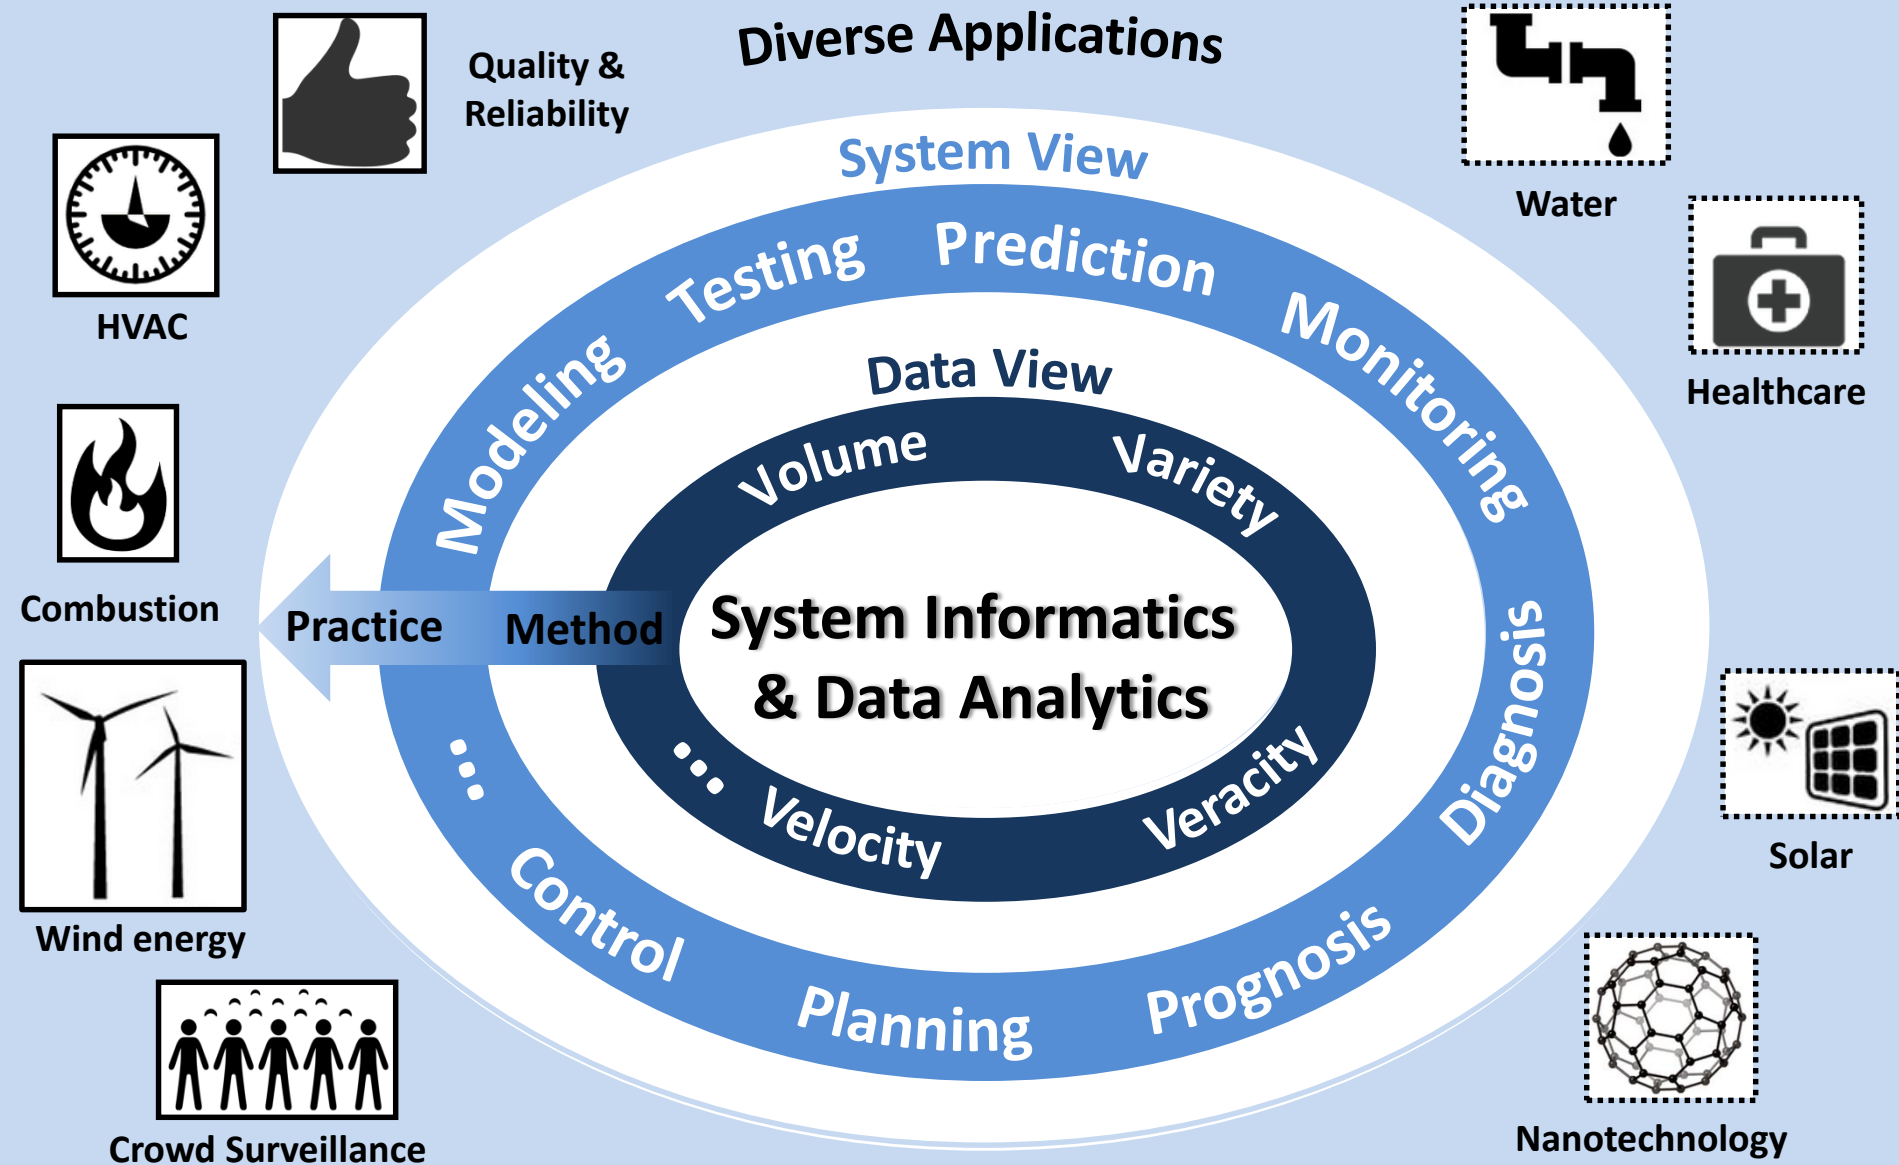 Diverse Applications
Quality &
Reliability
HVAC
Combustion
Wind energy
Crowd Surveillance
Water
Healthcare
Solar
Nanotechnology
System View
Modeling
Testing
Prediction
Monitoring
Diagnosis
Prognosis
Planning
Control
...
Data View
Volume
Variety
Veracity
Velocity
...
Practice
Method
System Informatics
& Data Analytics